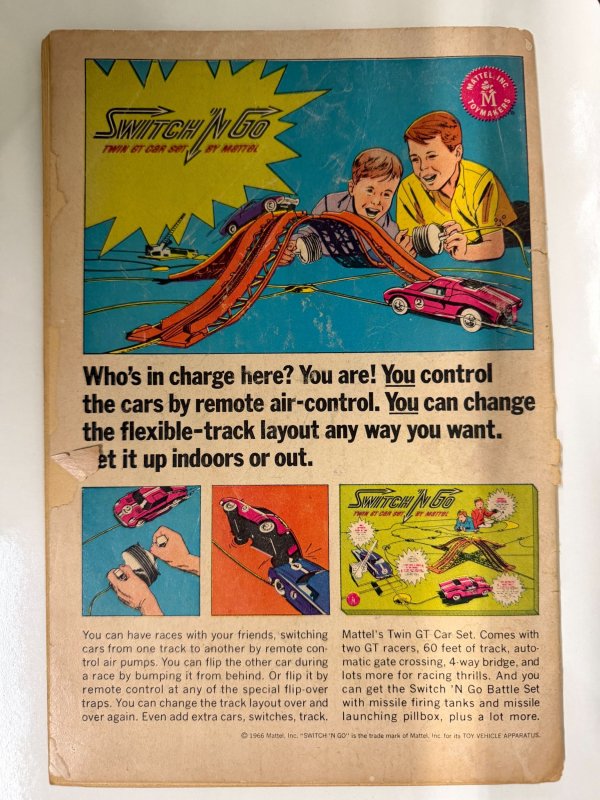 SWITCH 'N GO
TWIN GT CAR SET BY MATTEL
MATTEL, INC.
M
TOYMAKERS
2
Who's in charge here? You are! You control
the cars by remote air-control. You can change
the flexible-track layout any way you want.
et it up indoors or out.
SWITCH 'N GO
TWIN GT CAR SET BY MATTEL
You can have races with your friends, switching
cars from one track to another by remote con-
trol air pumps. You can flip the other car during
a race by bumping it from behind. Or flip it by
remote control at any of the special flip-over
traps. You can change the track layout over and
over again. Even add extra cars, switches, track.
Mattel's Twin GT Car Set. Comes with
two GT racers, 60 feet of track, auto-
matic gate crossing, 4-way bridge, and
lots more for racing thrills. And you
can get the Switch 'N Go Battle Set
with missile firing tanks and missile
launching pillbox, plus a lot more.
© 1966 Mattel, Inc. "SWITCH 'N GO" is the trade mark of Mattel, Inc. for its TOY VEHICLE APPARATUS.